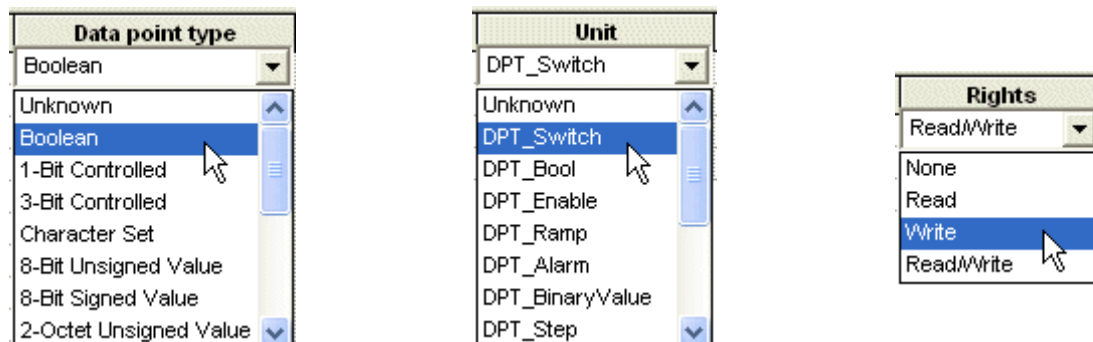 Data point type
Boolean
Unknown
Boolean
1-Bit Controlled
3-Bit Controlled
Character Set
8-Bit Unsigned Value
8-Bit Signed Value
2-Octet Unsigned Value
Unit
DPT_Switch
Unknown
DPT_Switch
DPT_Bool
DPT_Enable
DPT_Ramp
DPT_Alarm
DPT_BinaryValue
DPT_Step
Rights
Read/Write
None
Read
Write
Read/Write